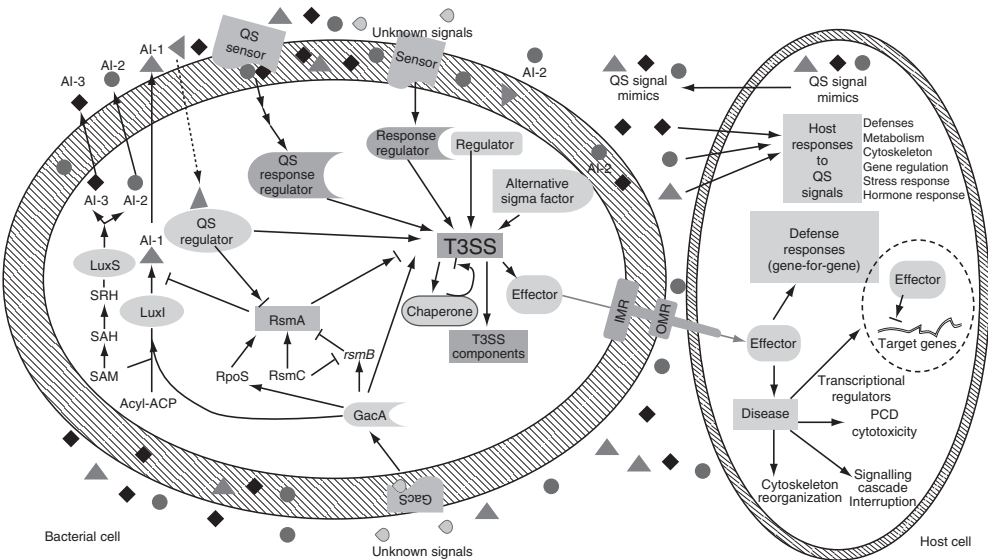 QS
sensor
Unknown signals
Sensor
AI-1
AI-2
AI-3
AI-2
QS signal
mimics
QS signal
mimics
Host
responses
to
QS
signals
Defenses
Metabolism
Cytoskeleton
Gene regulation
Stress response
Hormone response
Response
regulator
Regulator
QS
response
regulator
Alternative
sigma factor
AI-2
AI-3
AI-2
QS
regulator
AI-1
T3SS
LuxS
SRH
LuxI
SAH
SAM
Acyl-ACP
Chaperone
Effector
T3SS
components
RsmA
RpoS
RsmC
rsmB
GacA
GacS
IMR
OMR
Defense
responses
(gene-for-gene)
Effector
Target genes
Effector
Transcriptional
regulators
Disease
PCD
cytotoxicity
Cytoskeleton
reorganization
Signalling
cascade
Interruption
Bacterial cell
Unknown signals
Host cell